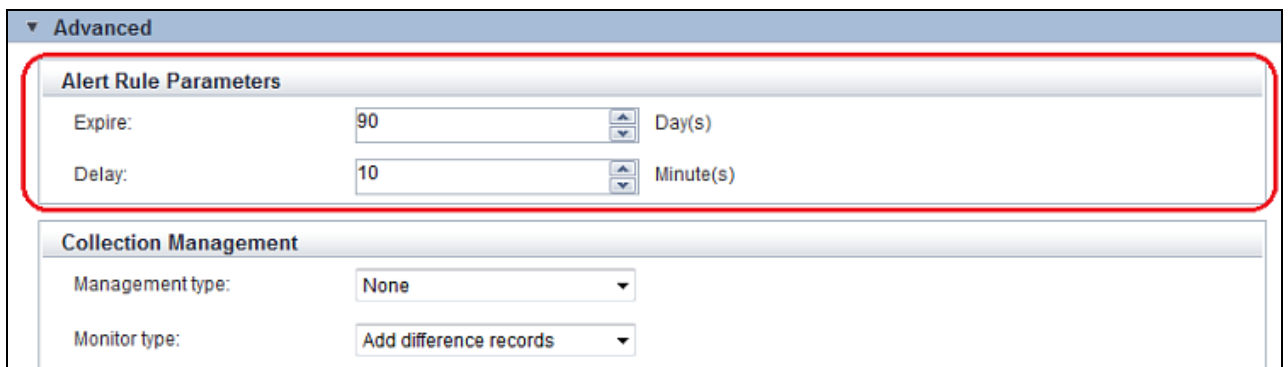 Advanced
Alert Rule Parameters
Expire: 90 Day(s)
Delay: 10 Minute(s)
Collection Management
Management type: None
Monitor type: Add difference records